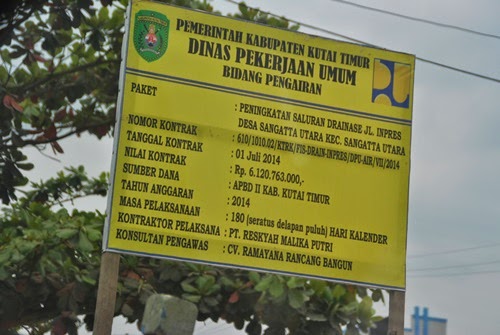 PEMERINTAH KABUPATEN KUTAI TIMUR
DINAS PEKERJAAN UMUM
BIDANG PENGAIRAN
PAKET : PENINGKATAN SALURAN DRAINASE JL. INPRES
DESA SANGATTA UTARA KEC. SANGATTA UTARA
NOMOR KONTRAK : 610/1010.02/KTRK/FIS-DRAIN-INPRES/DPU-AIR/VII/2014
TANGGAL KONTRAK : 01 Juli 2014
NILAI KONTRAK : Rp. 6.120.763.000,-
SUMBER DANA : APBD II KAB. KUTAI TIMUR
TAHUN ANGGARAN : 2014
MASA PELAKSANAAN : 180 (seratus delapan puluh) HARI KALENDER
KONTRAKTOR PELAKSANA : PT. RESKYAH MALIKA PUTRI
KONSULTAN PENGAWAS : CV. RAMAYANA RANCANG BANGUN